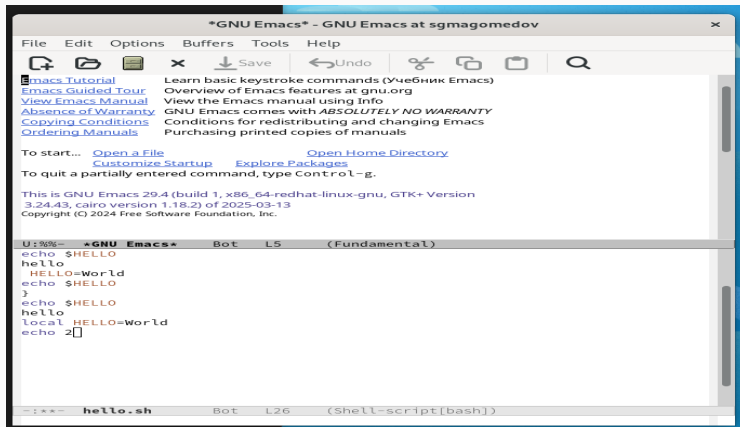 *GNU Emacs* - GNU Emacs at sgmagomedov ×
File Edit Options Buffers Tools Help
Save Undo
Emacs Tutorial Learn basic keystroke commands (Учебник Emacs)
Emacs Guided Tour Overview of Emacs features at gnu.org
View Emacs Manual View the Emacs manual using Info
Absence of Warranty GNU Emacs comes with ABSOLUTELY NO WARRANTY
Copying Conditions Conditions for redistributing and changing Emacs
Ordering Manuals Purchasing printed copies of manuals
To start... Open a File Open Home Directory
Customize Startup Explore Packages
To quit a partially entered command, type Control-g.
This is GNU Emacs 29.4 (build 1, x86_64-redhat-linux-gnu, GTK+ Version
3.24.43, cairo version 1.18.2) of 2025-03-13
Copyright (C) 2024 Free Software Foundation, Inc.
U:%%- *GNU Emacs* Bot L5 (Fundamental)
echo $HELLO
hello
HELLO=World
echo $HELLO
}
echo $HELLO
hello
local HELLO=World
echo 2
-:**- hello.sh Bot L26 (Shell-script[bash])